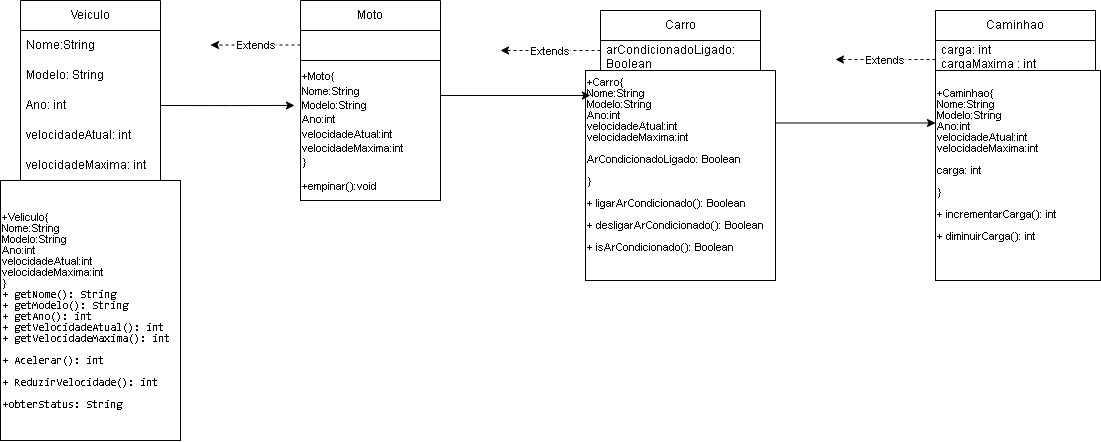 Veiculo
Nome:String
Modelo: String
Ano: int
velocidadeAtual: int
velocidadeMaxima: int
+Veliculo{
Nome:String
Modelo:String
Ano:int
velocidadeAtual:int
velocidadeMaxima:int
}
+ getNome(): String
+ getModelo(): String
+ getAno(): int
+ getVelocidadeAtual(): int
+ getVelocidadeMaxima(): int
+ Acelerar(): int
+ ReduzirVelocidade(): int
+obterStatus: String
Extends
Moto
+Moto{
Nome:String
Modelo:String
Ano:int
velocidadeAtual:int
velocidadeMaxima:int
}
+empinar():void
Extends
Carro
arCondicionadoLigado:
Boolean
+Carro{
Nome:String
Modelo:String
Ano:int
velocidadeAtual:int
velocidadeMaxima:int
ArCondicionadoLigado: Boolean
}
+ ligarArCondicionado(): Boolean
+ desligarArCondicionado(): Boolean
+ isArCondicionado(): Boolean
Extends
Caminhao
carga: int
cargaMaxima : int
+Caminhao{
Nome:String
Modelo:String
Ano:int
velocidadeAtual:int
velocidadeMaxima:int
carga: int
}
+ incrementarCarga(): int
+ diminuirCarga(): int